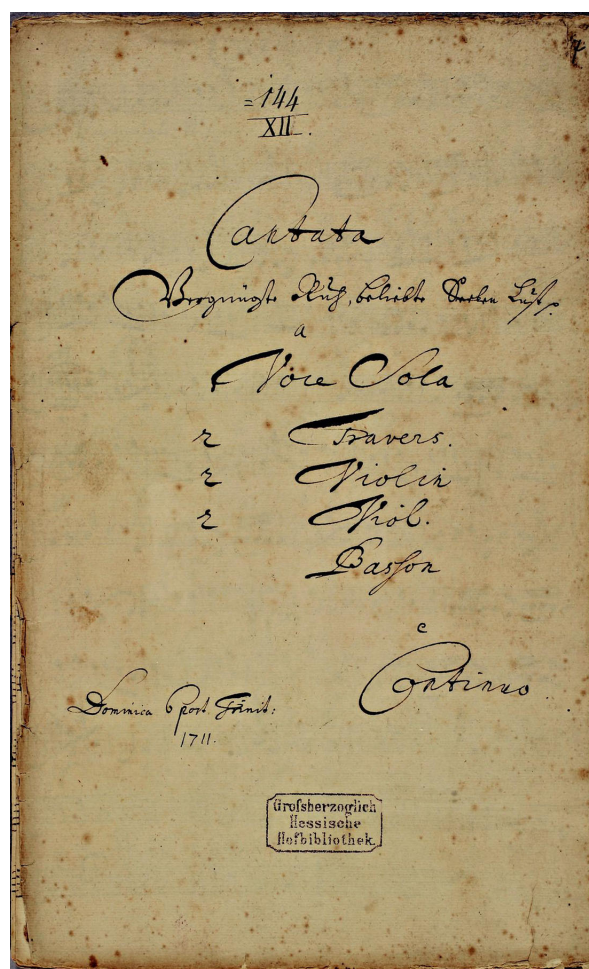 =144
XII.
Cantata
Vergnügte Ruh, beliebte Seelen Lust p.
a
Voce Sola
2 Travers.
2 Violin
2 Viol.
Basson
e
Continuo
Dominica 6 post Trinit:
1711.
Großherzoglich
Hessische
Hofbibliothek.